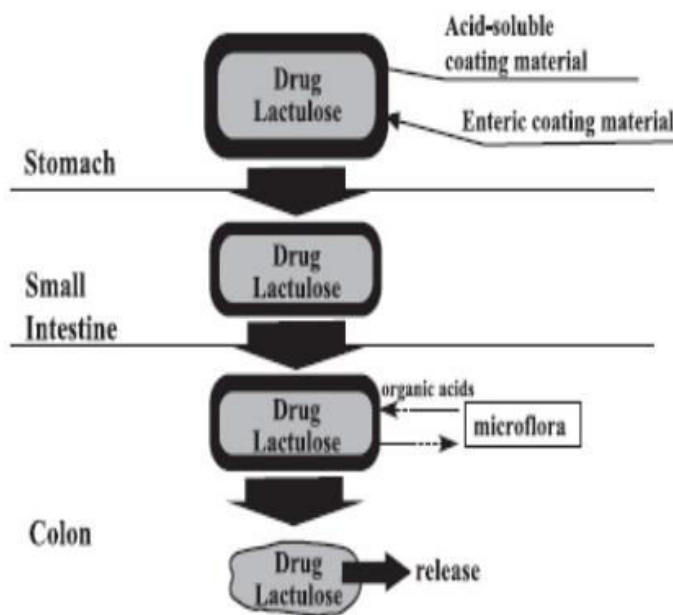 Acid-soluble
coating material
Drug
Lactulose
Enteric coating material
Stomach
Drug
Lactulose
Small
Intestine
organic acids
Drug
Lactulose
microflora
Colon
Drug
Lactulose
release